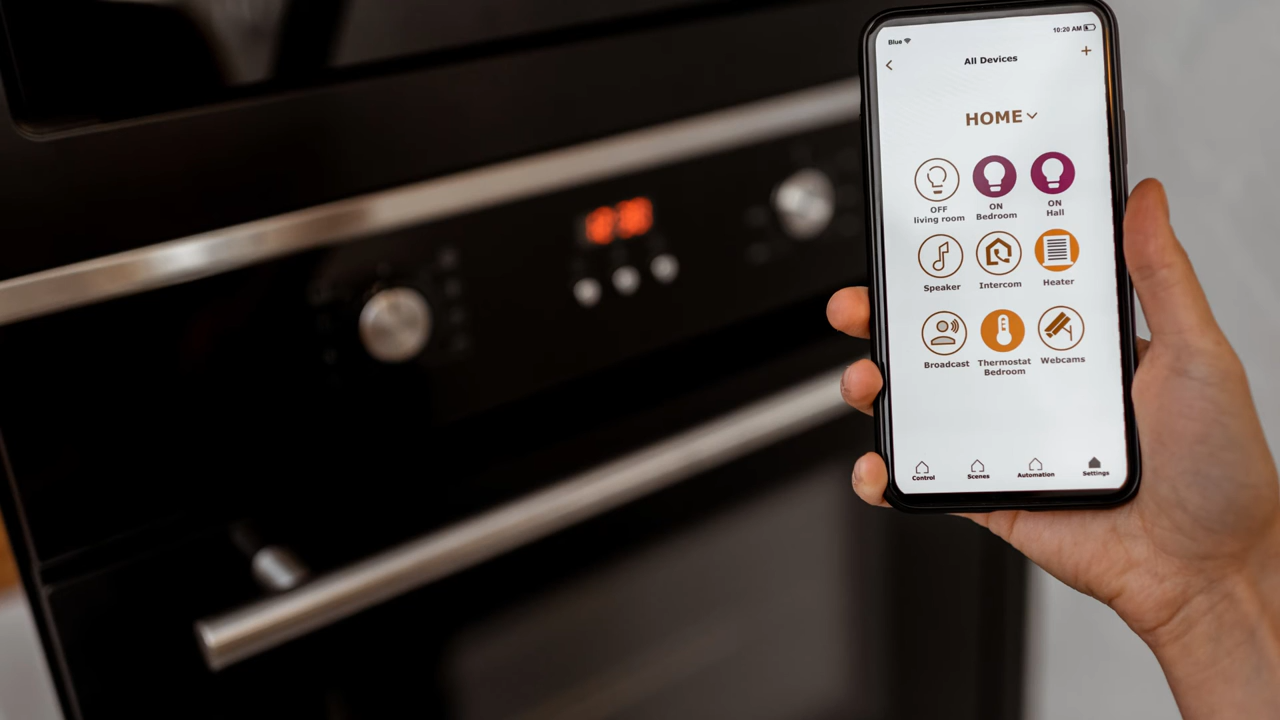 Blue
10:20 AM
All Devices
HOME
OFF
living room
ON
Bedroom
ON
Hall
Speaker
Intercom
Heater
Broadcast
Thermostat
Bedroom
Webcams
Control
Scenes
Automation
Settings